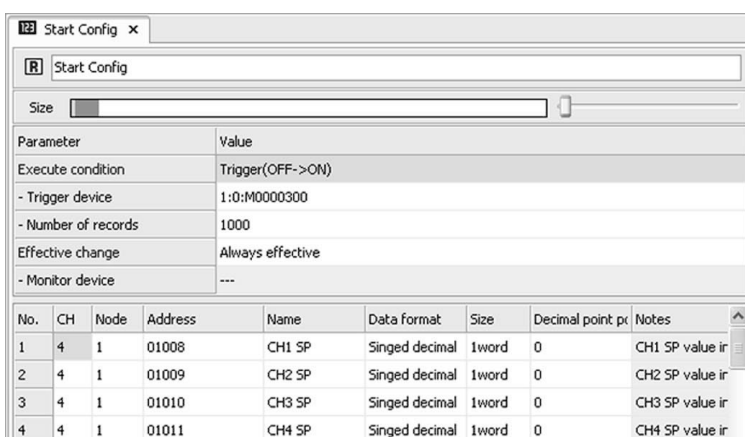 123 Start Config ×
R Start Config
Size
Parameter Value
Execute condition Trigger(OFF->ON)
- Trigger device 1:0:M0000300
- Number of records 1000
Effective change Always effective
- Monitor device ---
No. CH Node Address Name Data format Size Decimal point pc Notes
1 4 1 01008 CH1 SP Singed decimal 1word 0 CH1 SP value ir
2 4 1 01009 CH2 SP Singed decimal 1word 0 CH2 SP value ir
3 4 1 01010 CH3 SP Singed decimal 1word 0 CH3 SP value ir
4 4 1 01011 CH4 SP Singed decimal 1word 0 CH4 SP value ir